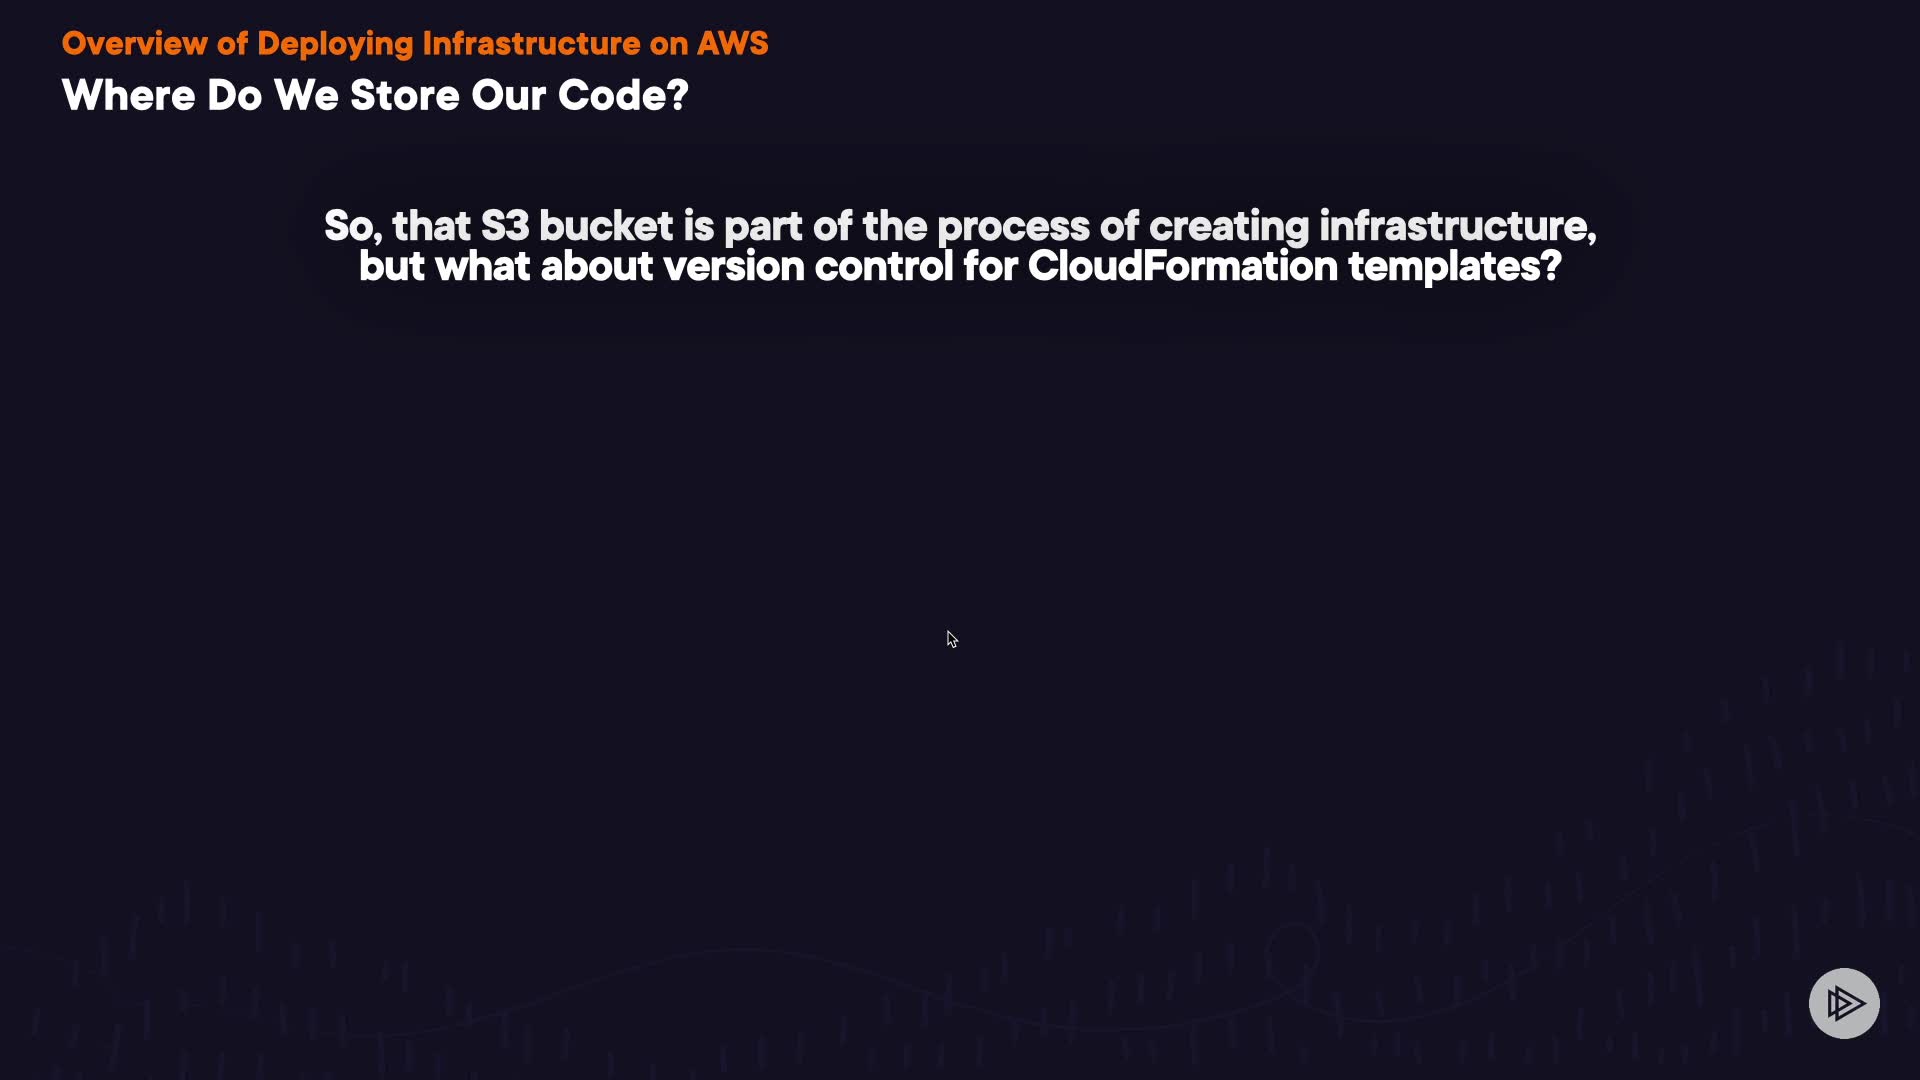 Overview of Deploying Infrastructure on AWS
Where Do We Store Our Code?
So, that S3 bucket is part of the process of creating infrastructure,
but what about version control for CloudFormation templates?